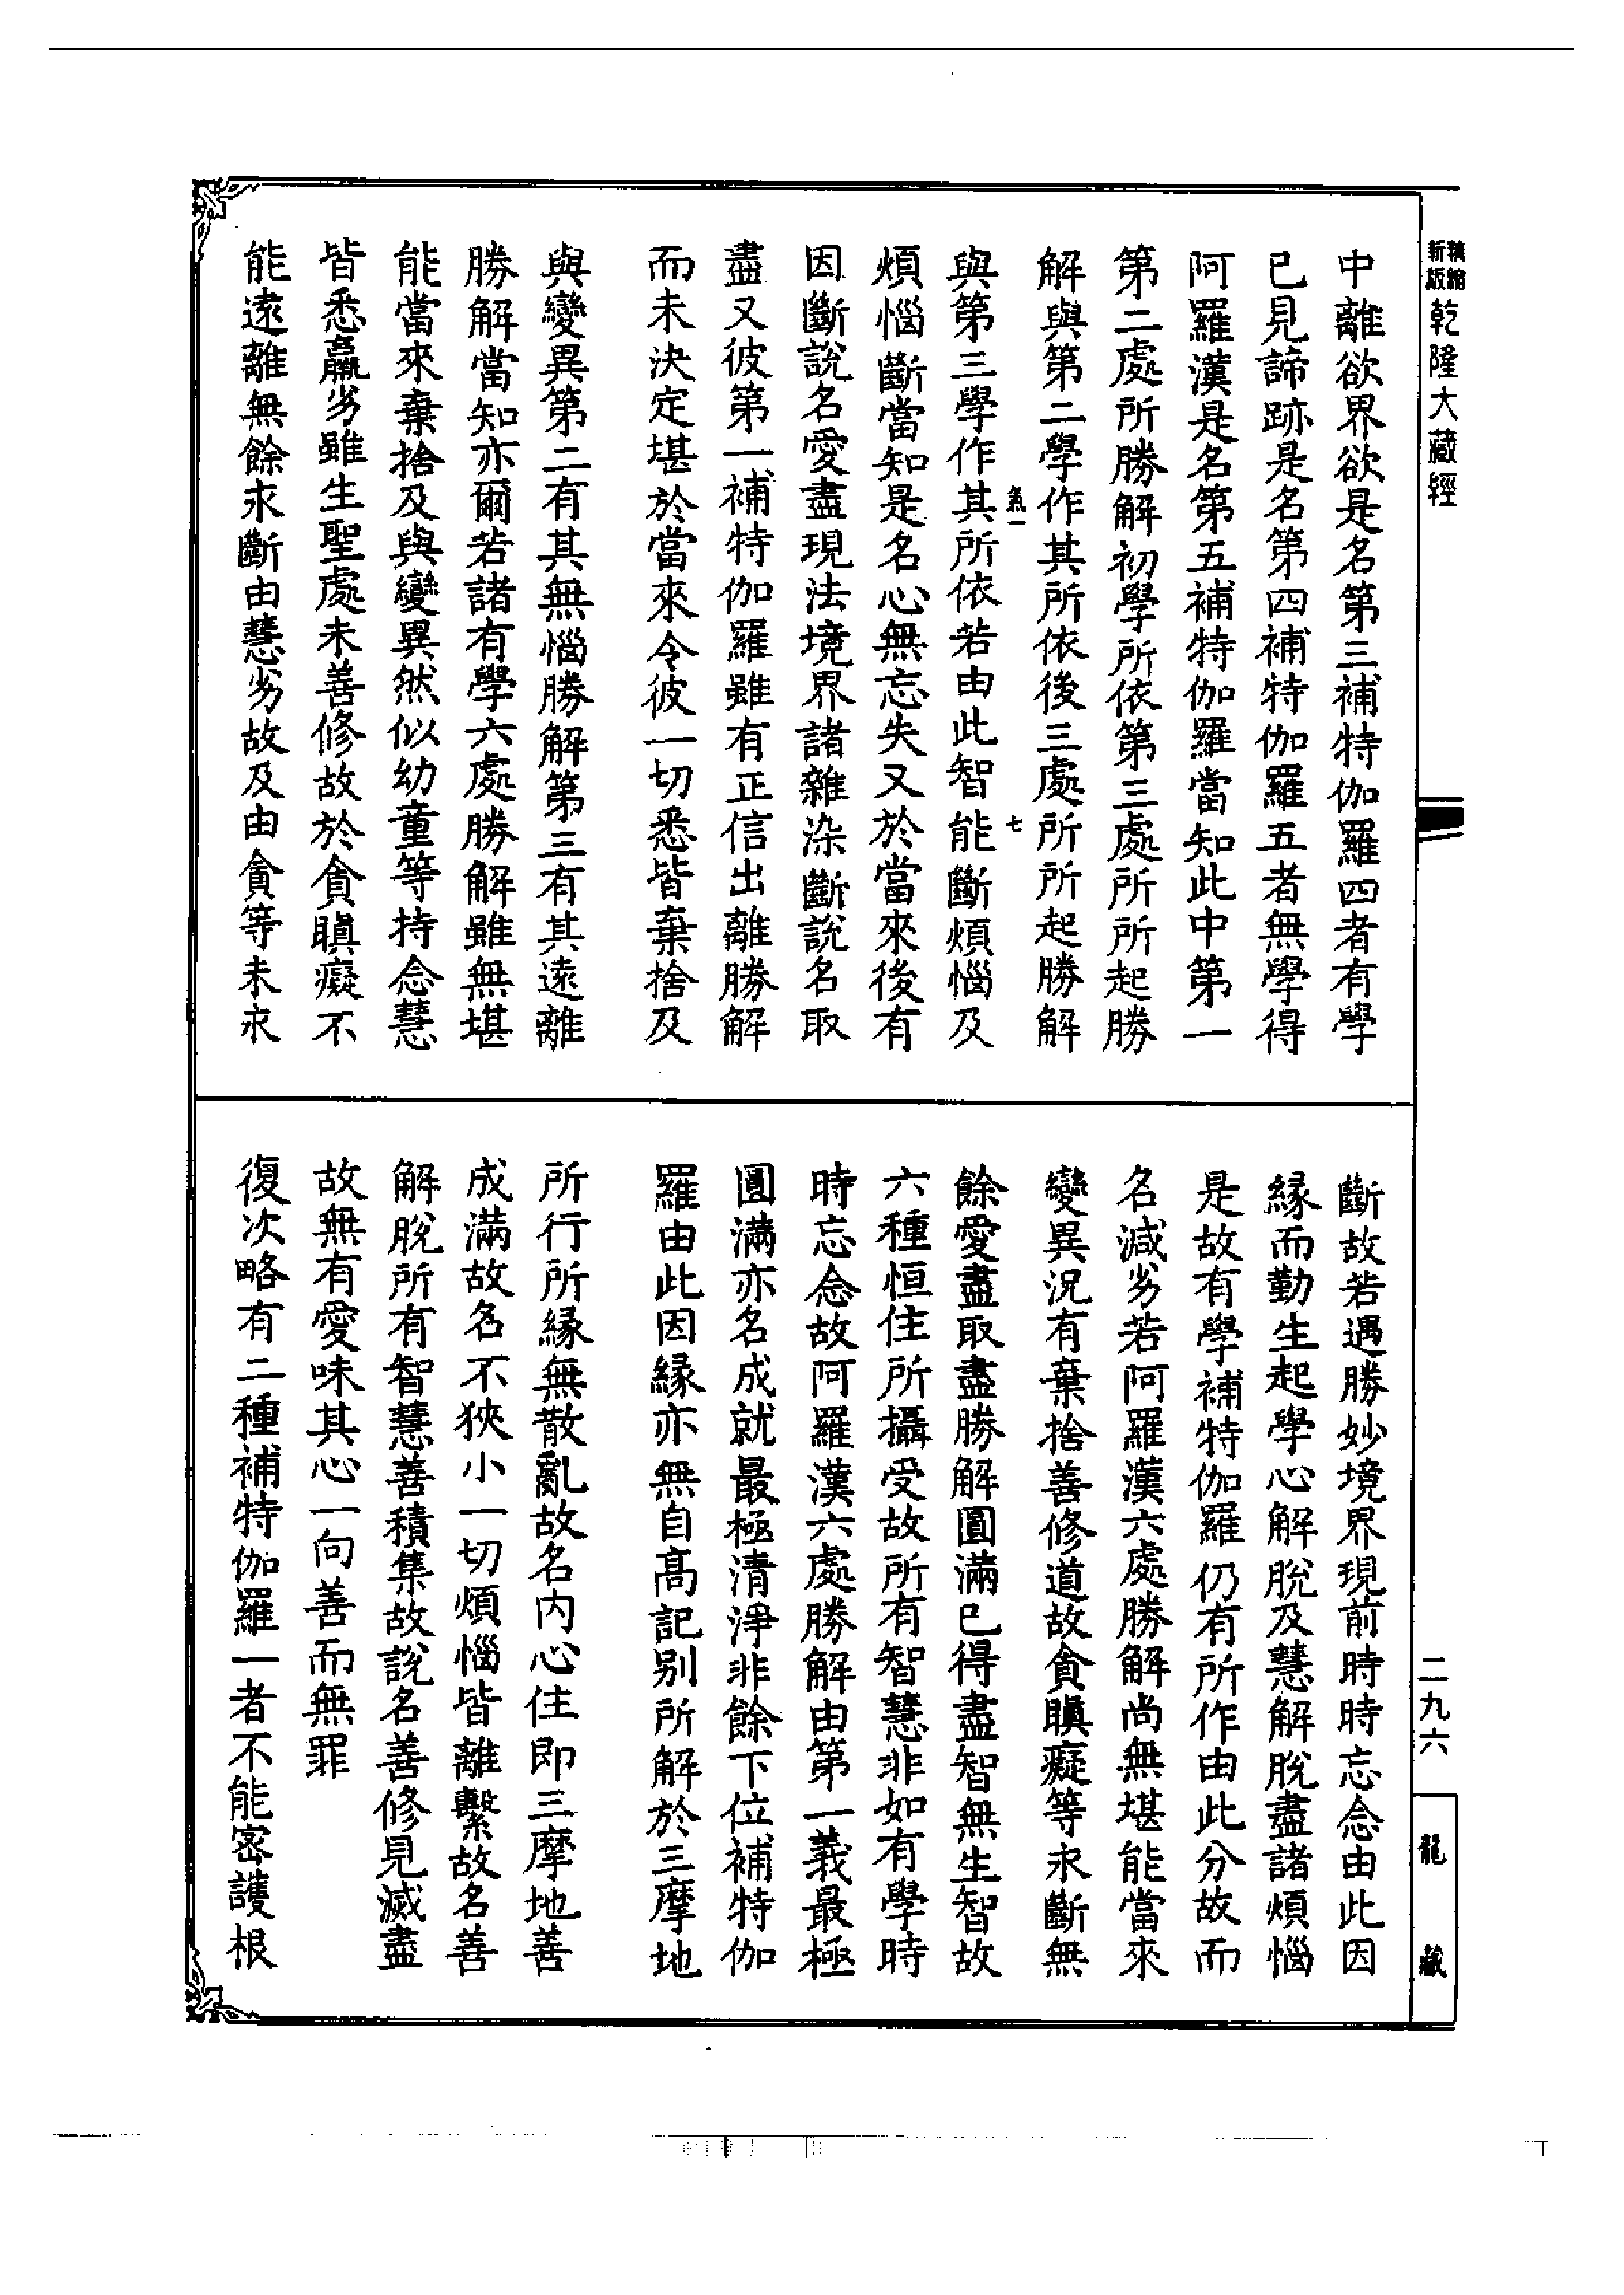 精縮
新版
乾隆大藏經
中離欲界欲是名第三補特伽羅四者有學
已見諦跡是名第四補特伽羅五者無學得
阿羅漢是名第五補特伽羅當知此中第一
第二處所勝解初學所依第三處所所起勝
解與第二學作其所依後三處所所起勝解
氣一
七
與第三學作其所依若由此智能斷煩惱及
煩惱斷當知是名心無忘失又於當來後有
因斷說名愛盡現法境界諸雜染斷說名取
盡又彼第一補特伽羅雖有正信出離勝解
而未決定堪於當來令彼一切悉皆棄捨及
與變異第二有其無惱勝解第三有其遠離
勝解當知亦爾若諸有學六處勝解雖無堪
能當來棄捨及與變異然似幼童等持念慧
皆悉羸劣雖生聖處未善修故於貪瞋癡不
能遠離無餘永斷由慧劣故及由貪等未永
斷故若遇勝妙境界現前時時忘念由此因
緣而勤生起學心解脫及慧解脫盡諸煩惱
是故有學補特伽羅仍有所作由此分故而
名減劣若阿羅漢六處勝解尚無堪能當來
變異況有棄捨善修道故貪瞋癡等永斷無
餘愛盡取盡勝解圓滿已得盡智無生智故
六種恒住所攝受故所有智慧非如有學時
時忘念故阿羅漢六處勝解由第一義最極
圓滿亦名成就最極清淨非餘下位補特伽
羅由此因緣亦無自高記別所解於三摩地
所行所緣無散亂故名內心住即三摩地善
成滿故名不狹小一切煩惱皆離繫故名善
解脫所有智慧善積集故說名善修見滅盡
故無有愛味其心一向善而無罪
復次略有二種補特伽羅一者不能密護根
二九六
龍藏